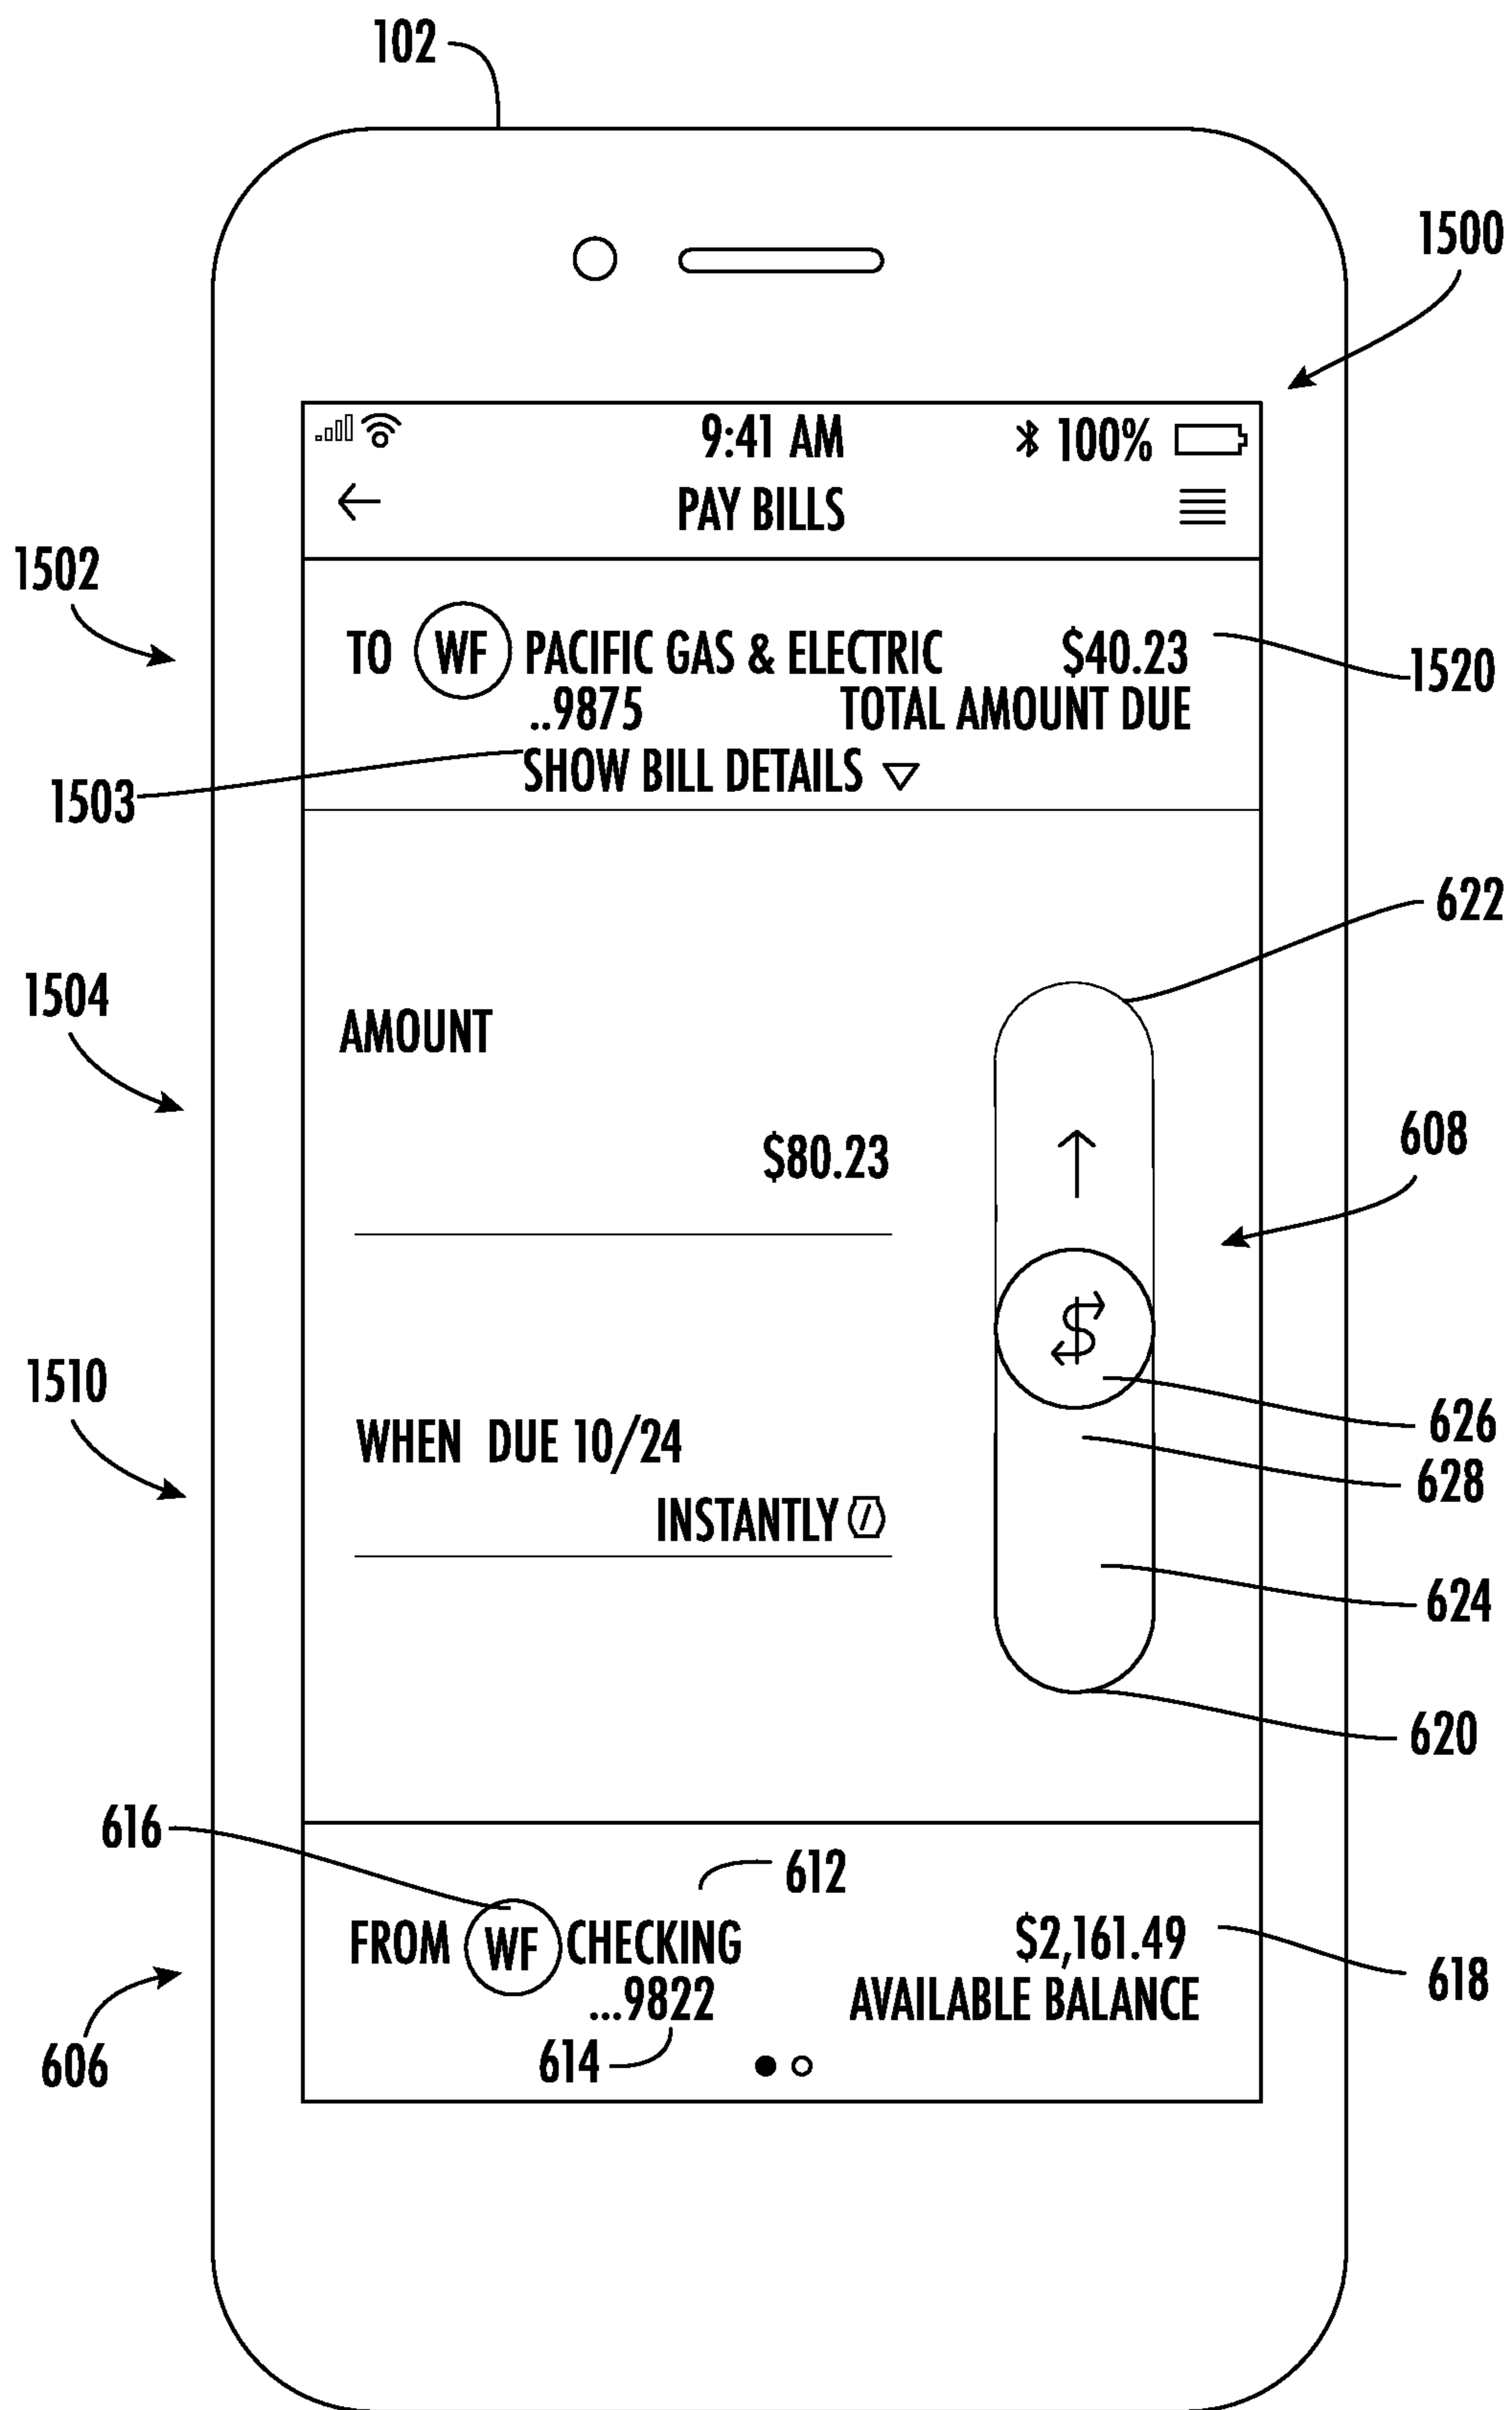 102
1500
9:41 AM 100%
PAY BILLS
1502
TO WF PACIFIC GAS & ELECTRIC $40.23
1520
..9875 TOTAL AMOUNT DUE
SHOW BILL DETAILS
1503
622
1504
AMOUNT
608
$80.23
1510
626
WHEN DUE 10/24
628
INSTANTLY
624
620
616
612
FROM WF CHECKING $2,161.49
618
...9822 AVAILABLE BALANCE
606
614